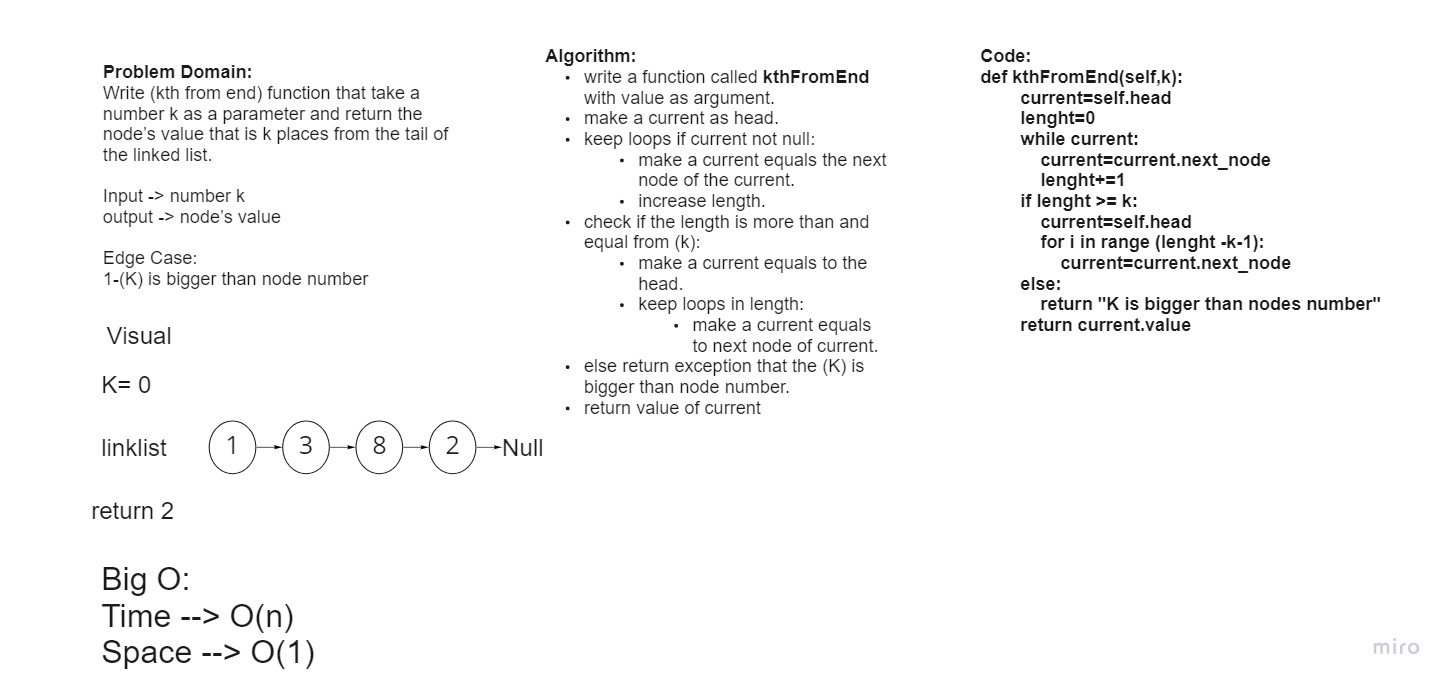 Problem Domain:
Write (kth from end) function that take a
number k as a parameter and return the
node's value that is k places from the tail of
the linked list.
Input -> number k
output -> node's value
Edge Case:
1-(K) is bigger than node number
Visual
K= 0
linklist 1 3 8 2 Null
return 2
Big O:
Time --> O(n)
Space --> O(1)
Algorithm:
• write a function called kthFromEnd
with value as argument.
• make a current as head.
• keep loops if current not null:
• make a current equals the next
node of the current.
• increase length.
• check if the length is more than and
equal from (k):
• make a current equals to the
head.
• keep loops in length:
• make a current equals
to next node of current.
• else return exception that the (K) is
bigger than node number.
• return value of current
Code:
def kthFromEnd(self,k):
current=self.head
lenght=0
while current:
current=current.next_node
lenght+=1
if lenght >= k:
current=self.head
for i in range (lenght -k-1):
current=current.next_node
else:
return "K is bigger than nodes number"
return current.value
miro